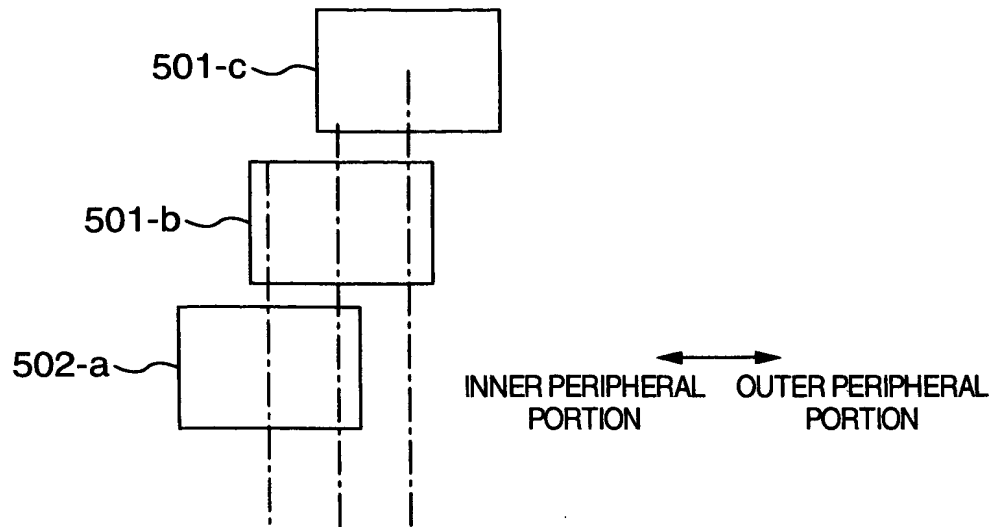 501-c
501-b
502-a
INNER PERIPHERAL
PORTION
OUTER PERIPHERAL
PORTION